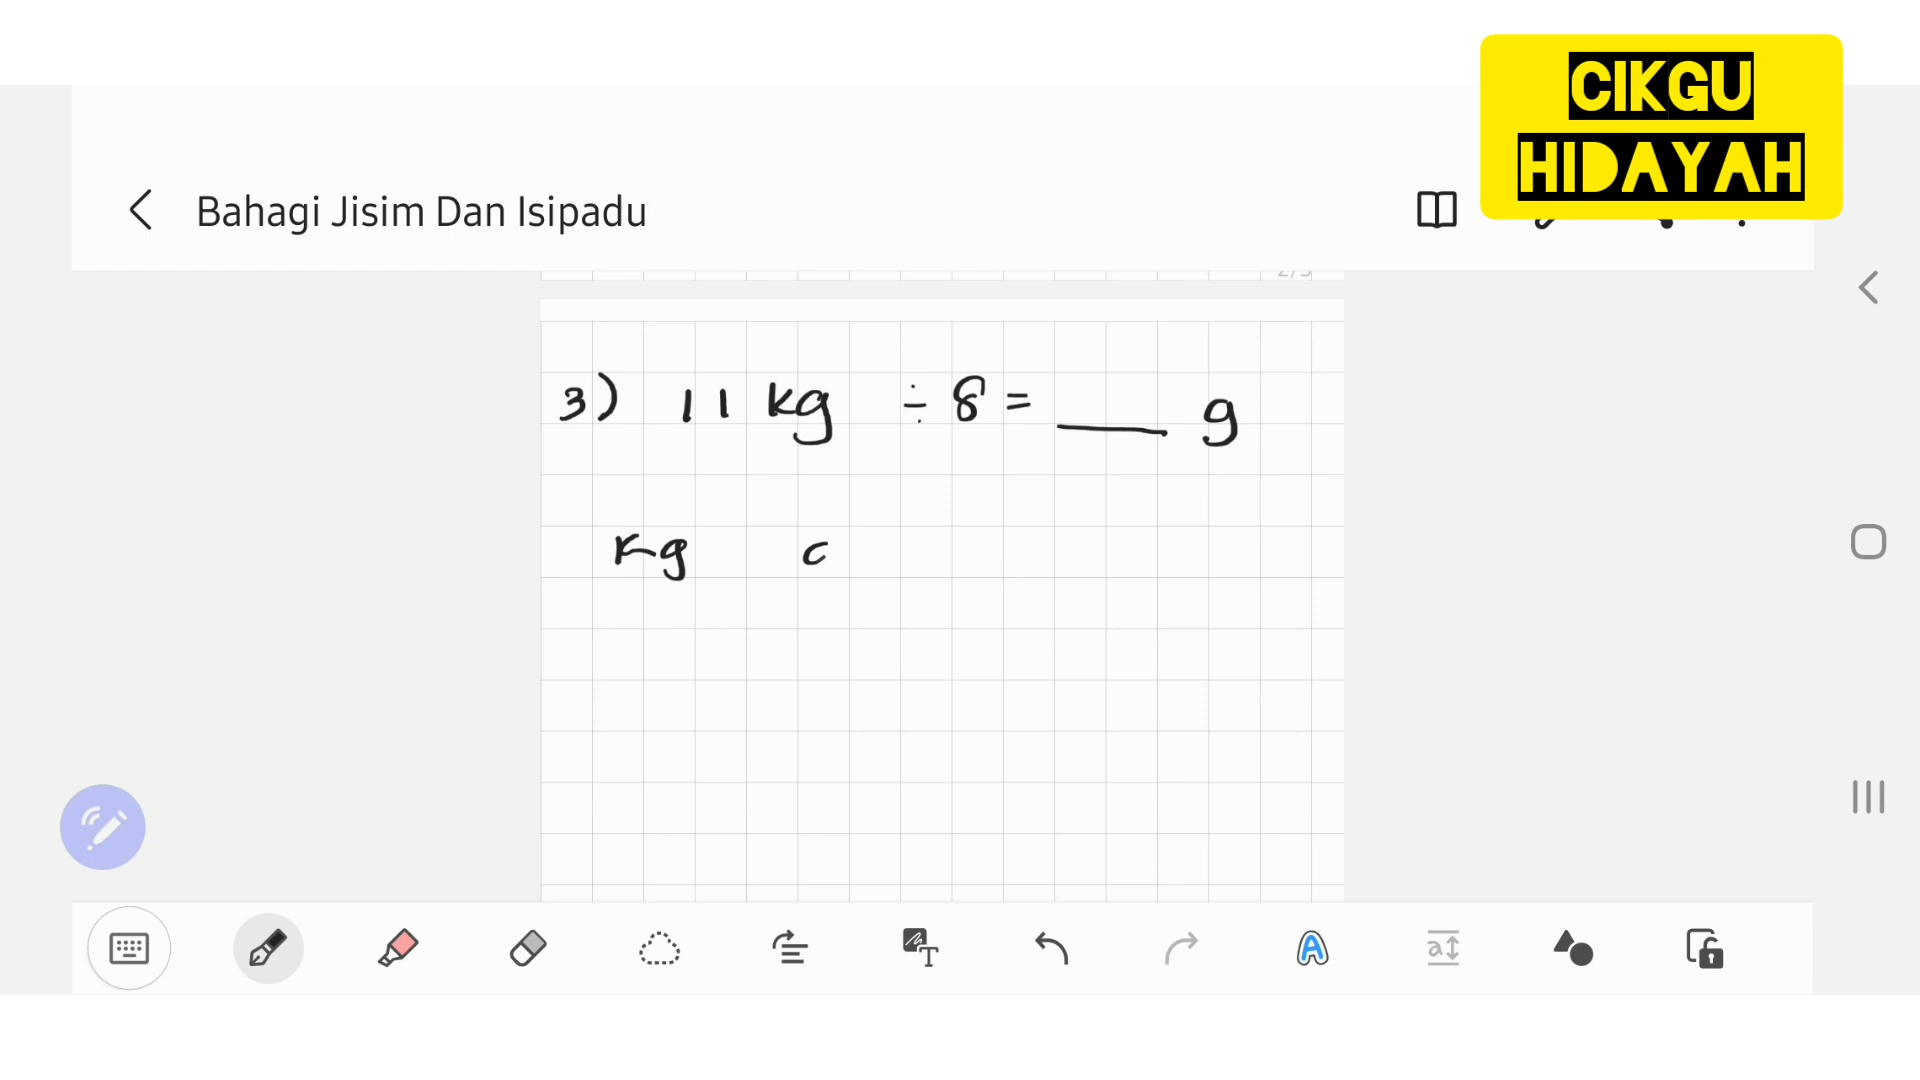 CIKGU
HIDAYAH
Bahagi Jisim Dan Isipadu
3) 11 kg ÷ 8 = ___ g
kg c